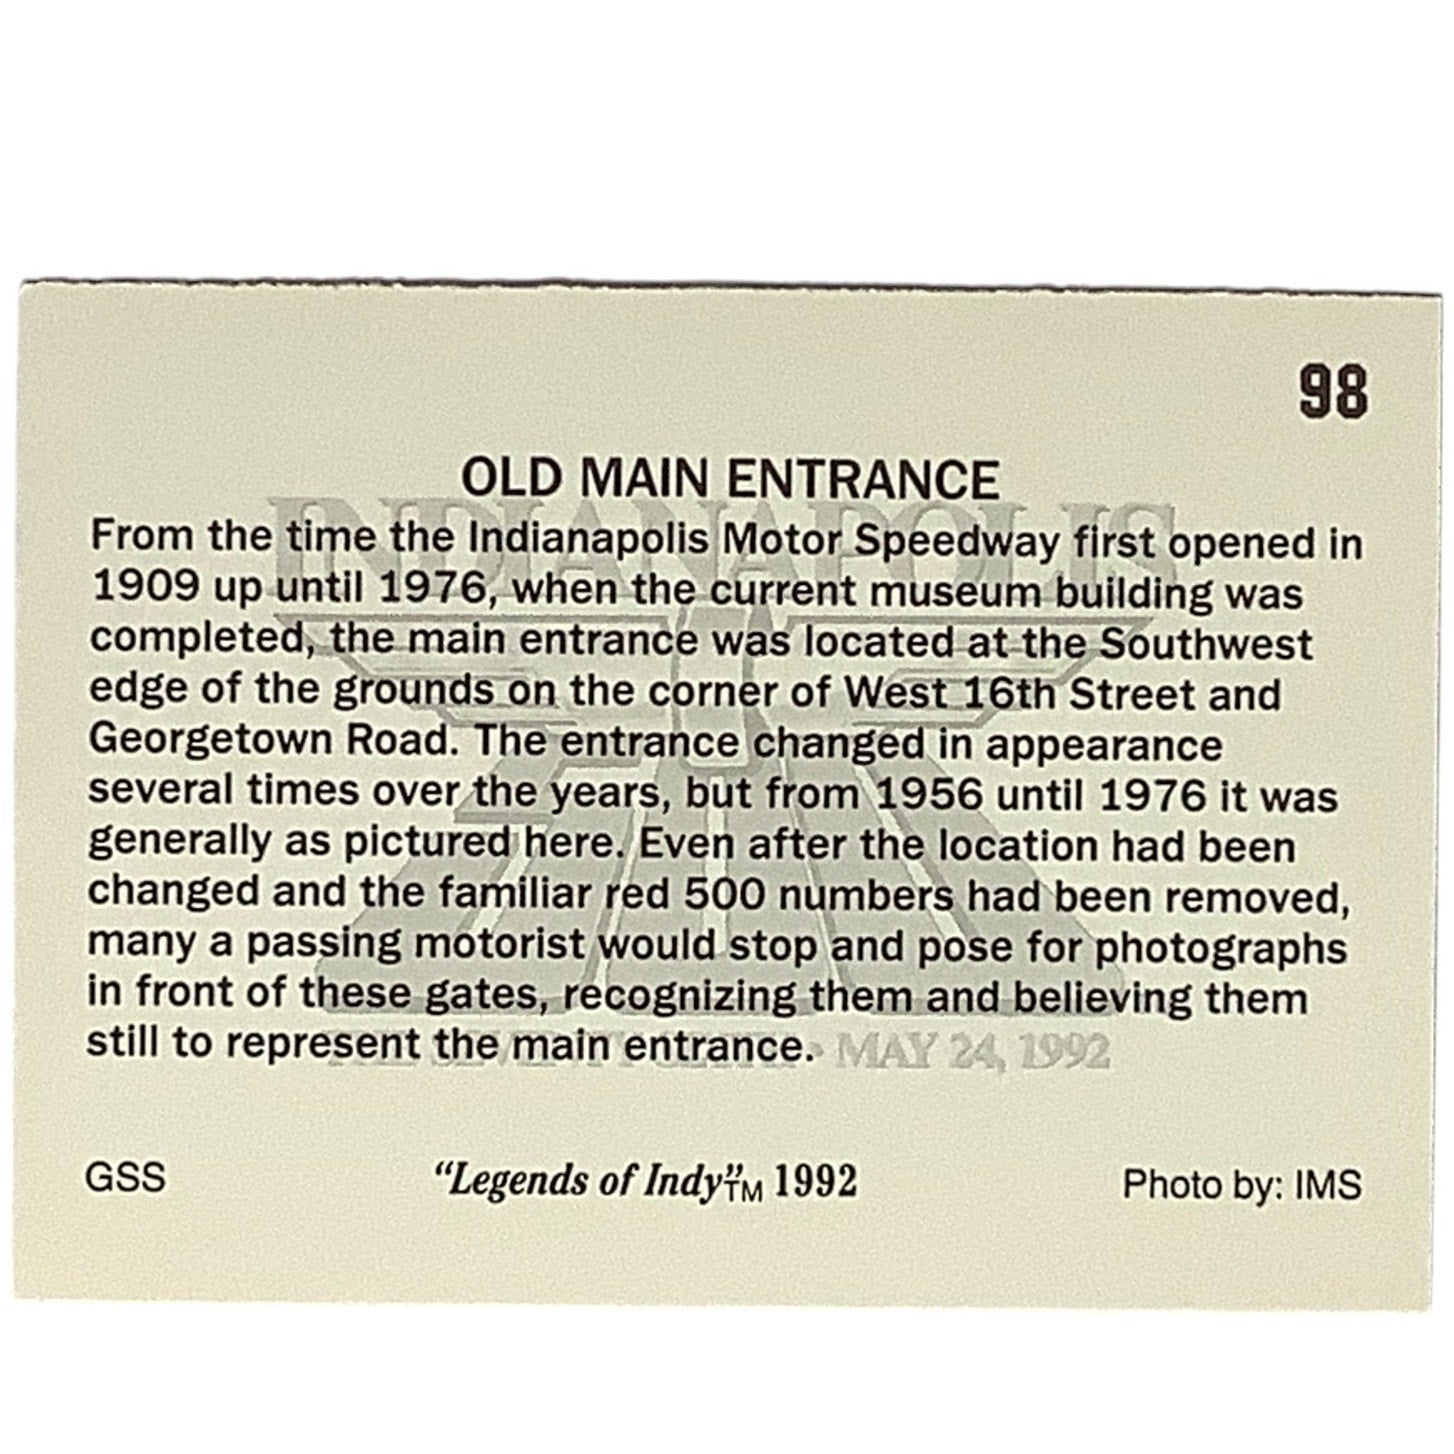 98
OLD MAIN ENTRANCE
INDIANAPOLIS
From the time the Indianapolis Motor Speedway first opened in
1909 up until 1976, when the current museum building was
completed, the main entrance was located at the Southwest
edge of the grounds on the corner of West 16th Street and
Georgetown Road. The entrance changed in appearance
several times over the years, but from 1956 until 1976 it was
generally as pictured here. Even after the location had been
changed and the familiar red 500 numbers had been removed,
many a passing motorist would stop and pose for photographs
in front of these gates, recognizing them and believing them
still to represent the main entrance.
• MAY 24, 1992
GSS "Legends of Indy"™ 1992 Photo by: IMS